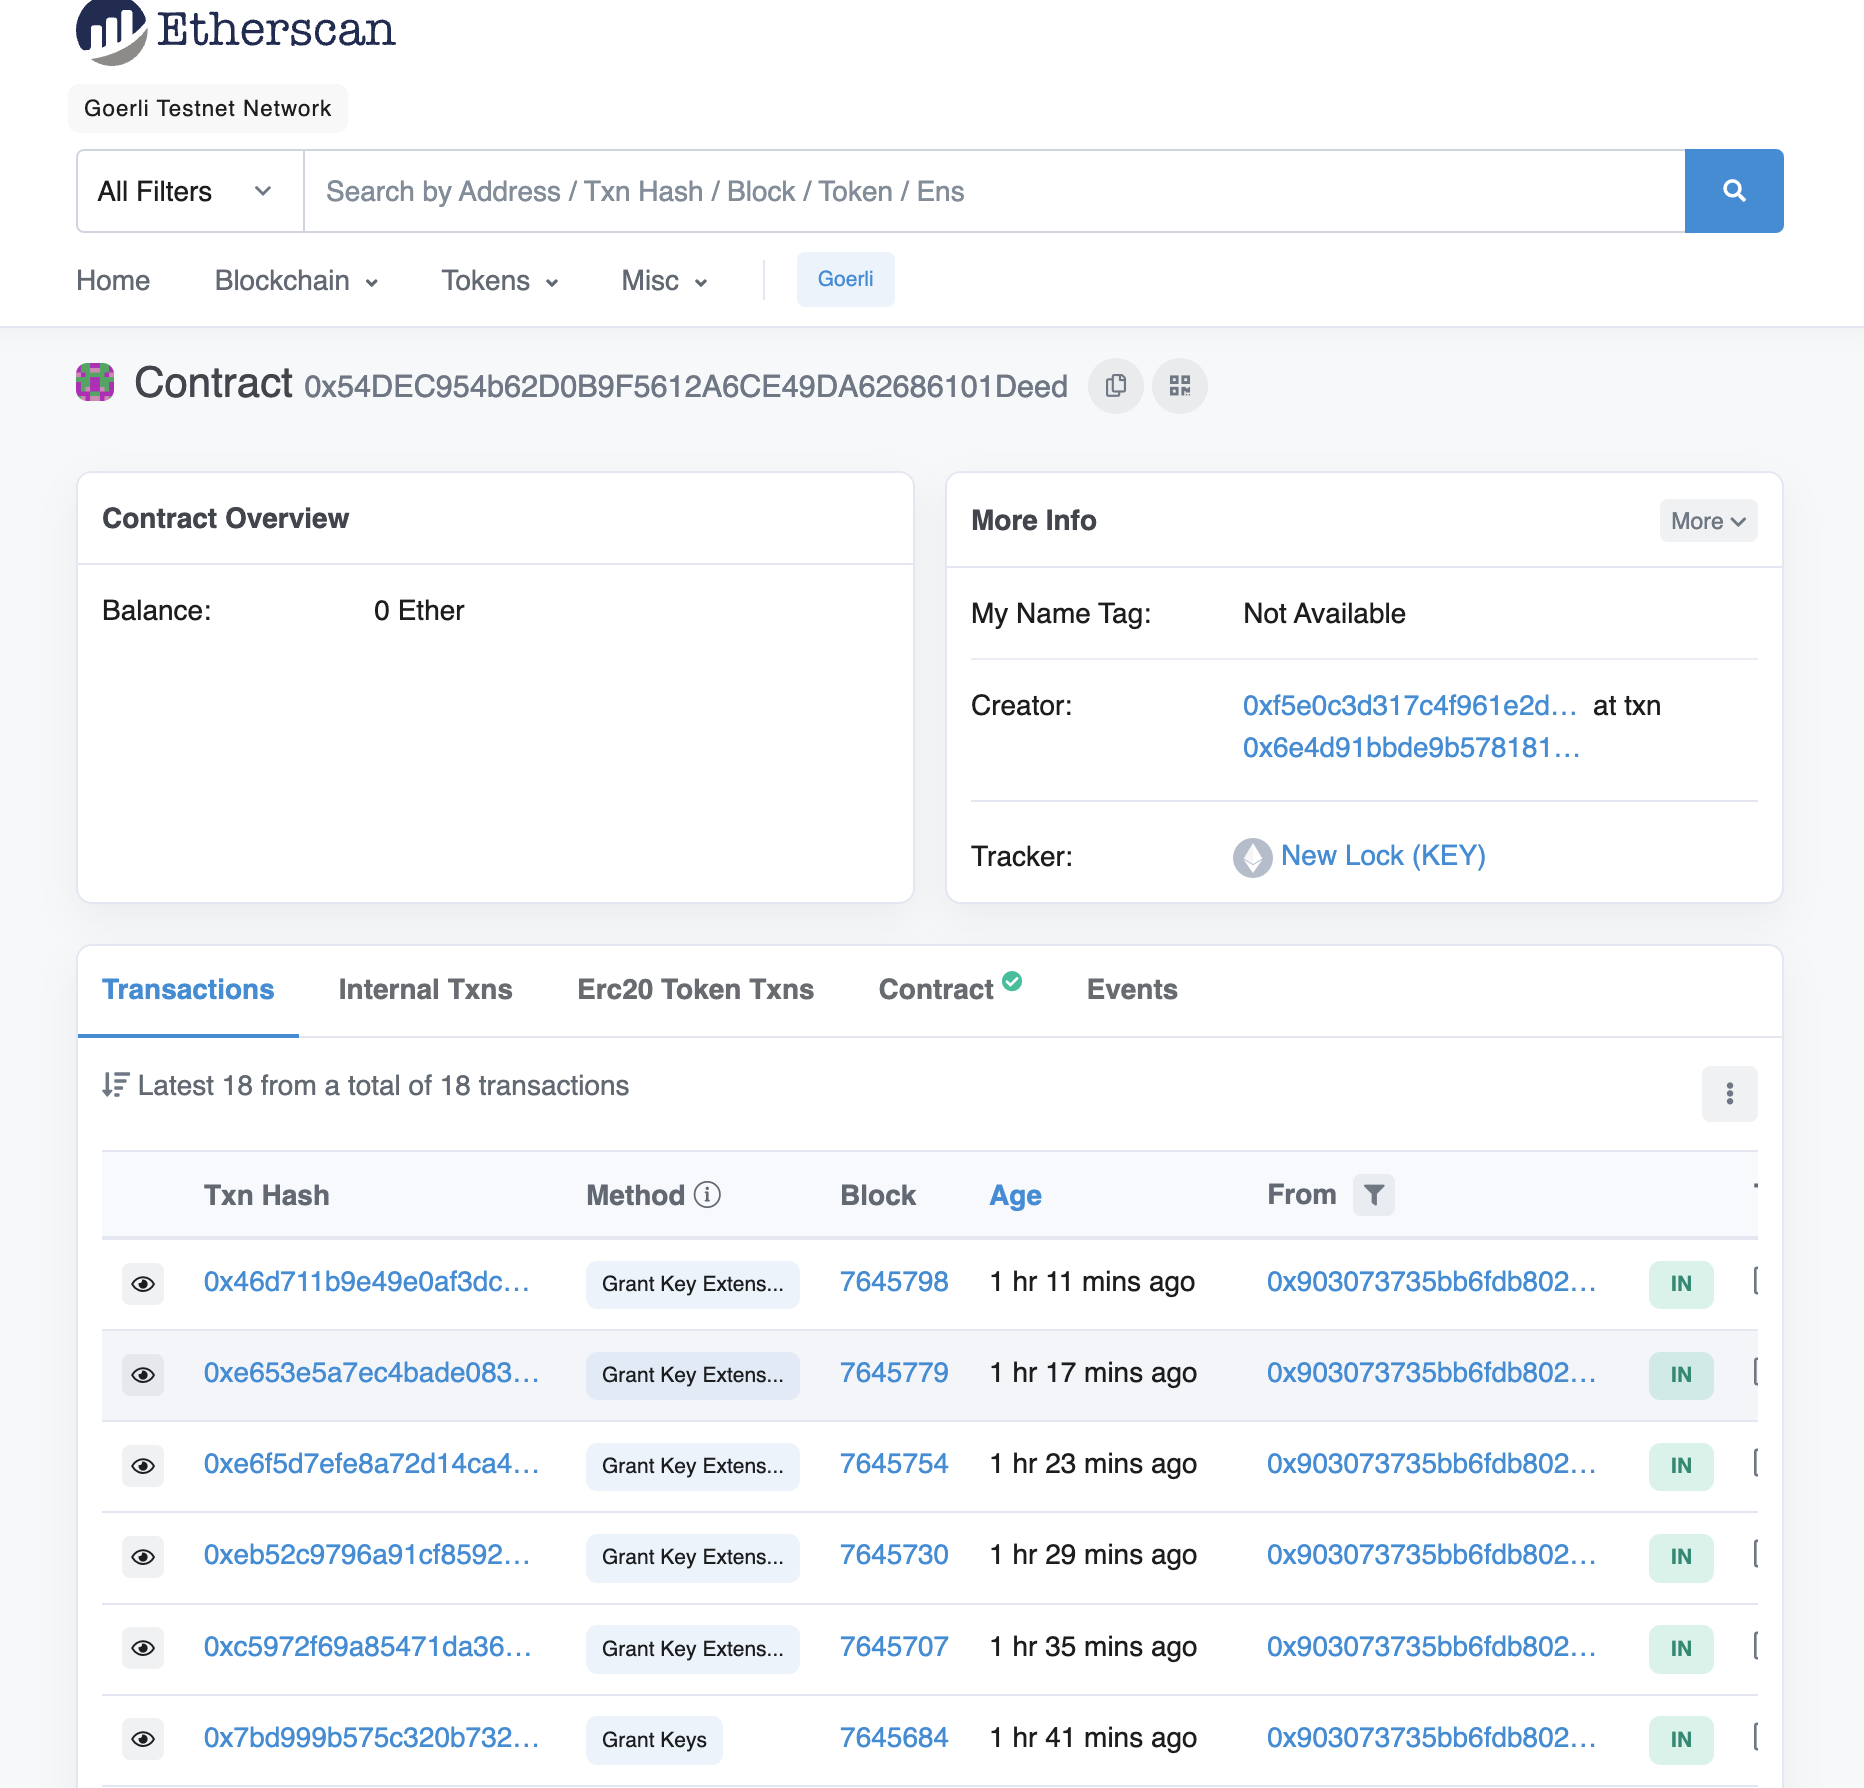 Etherscan
Goerli Testnet Network
All Filters Search by Address / Txn Hash / Block / Token / Ens
Home Blockchain Tokens Misc Goerli
Contract 0x54DEC954b62D0B9F5612A6CE49DA62686101Deed
Contract Overview
Balance: 0 Ether
More Info More
My Name Tag: Not Available
Creator: 0xf5e0c3d317c4f961e2d... at txn
0x6e4d91bbde9b578181...
Tracker: New Lock (KEY)
Transactions Internal Txns Erc20 Token Txns Contract Events
Latest 18 from a total of 18 transactions
Txn Hash Method Block Age From
0x46d711b9e49e0af3dc... Grant Key Extens... 7645798 1 hr 11 mins ago 0x903073735bb6fdb802... IN
0xe653e5a7ec4bade083... Grant Key Extens... 7645779 1 hr 17 mins ago 0x903073735bb6fdb802... IN
0xe6f5d7efe8a72d14ca4... Grant Key Extens... 7645754 1 hr 23 mins ago 0x903073735bb6fdb802... IN
0xeb52c9796a91cf8592... Grant Key Extens... 7645730 1 hr 29 mins ago 0x903073735bb6fdb802... IN
0xc5972f69a85471da36... Grant Key Extens... 7645707 1 hr 35 mins ago 0x903073735bb6fdb802... IN
0x7bd999b575c320b732... Grant Keys 7645684 1 hr 41 mins ago 0x903073735bb6fdb802... IN